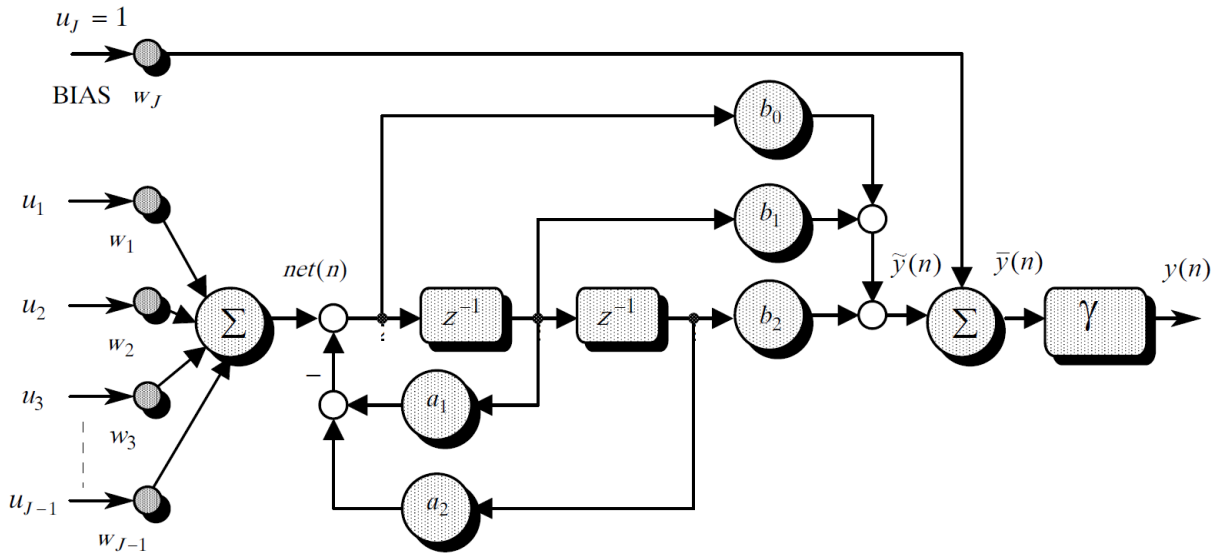 u_J = 1
BIAS w_J
b_0
u_1
w_1
b_1
net(n)
ỹ(n)
ȳ(n)
y(n)
u_2
w_2
Σ
z^{-1}
z^{-1}
b_2
Σ
γ
u_3
w_3
−
a_1
u_{J−1}
w_{J−1}
a_2